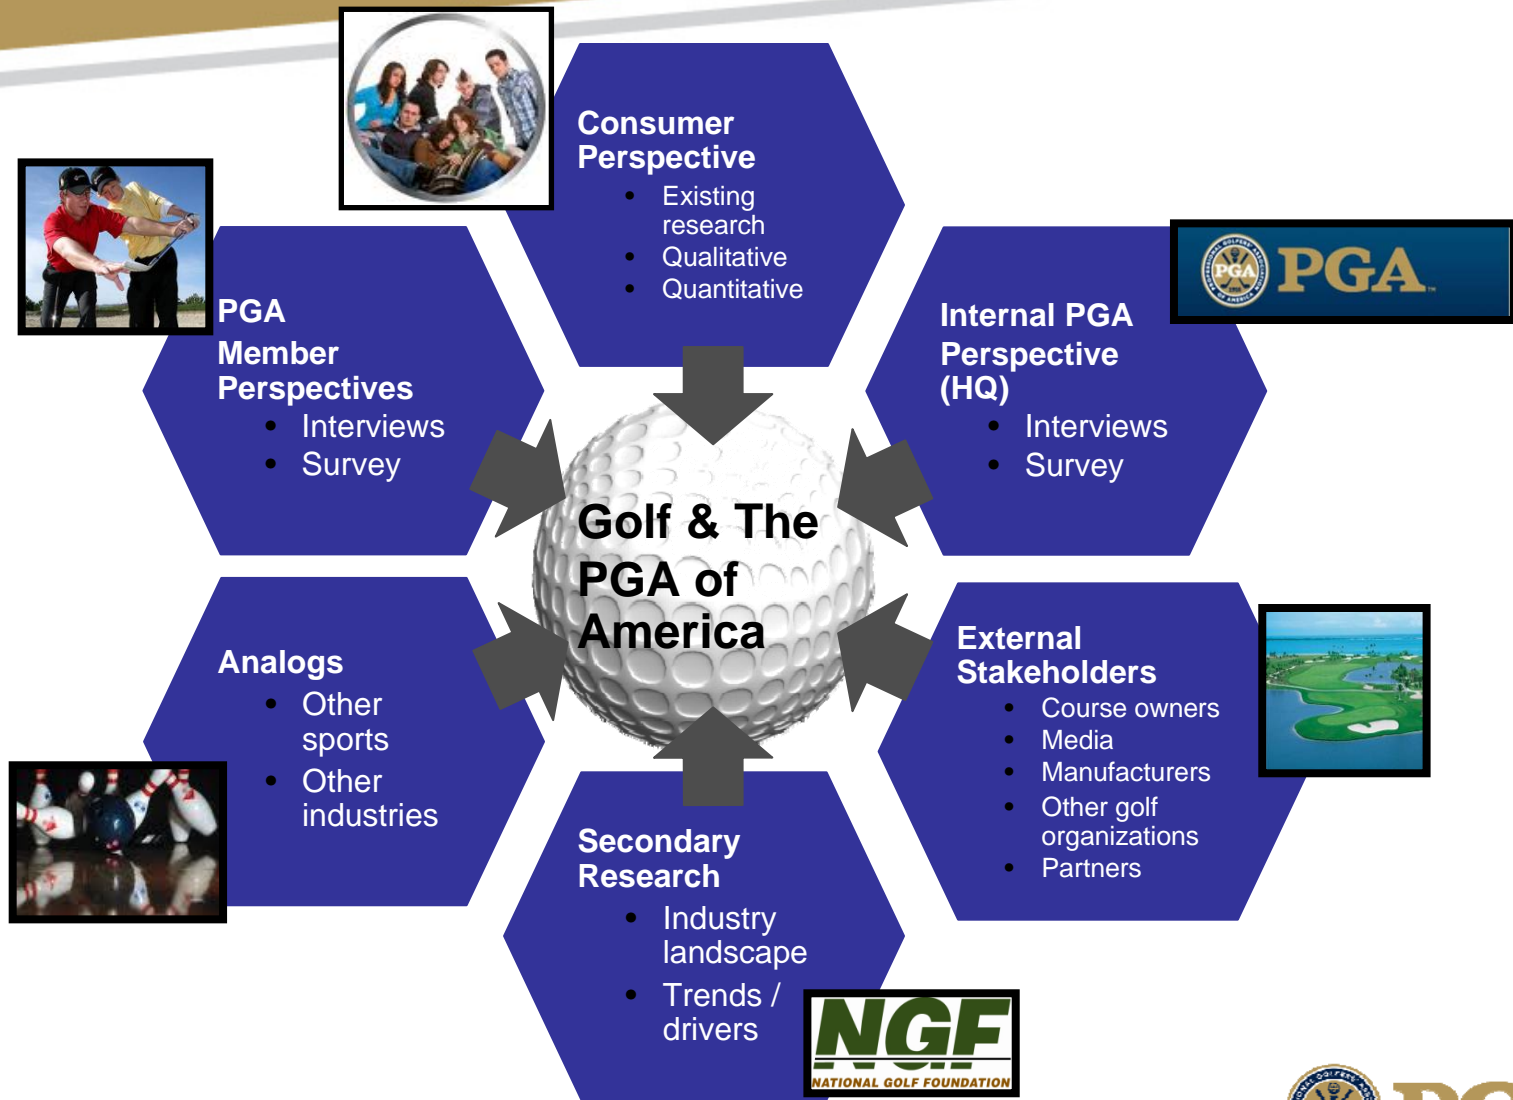 Consumer
Perspective
• Existing
research
• Qualitative
• Quantitative
PGA
Member
Perspectives
• Interviews
• Survey
PGA
PGA
Internal PGA
Perspective
(HQ)
• Interviews
• Survey
Golf & The
PGA of
America
Analogs
• Other
sports
• Other
industries
External
Stakeholders
• Course owners
• Media
• Manufacturers
• Other golf
organizations
• Partners
Secondary
Research
• Industry
landscape
• Trends /
drivers
NGF
NATIONAL GOLF FOUNDATION